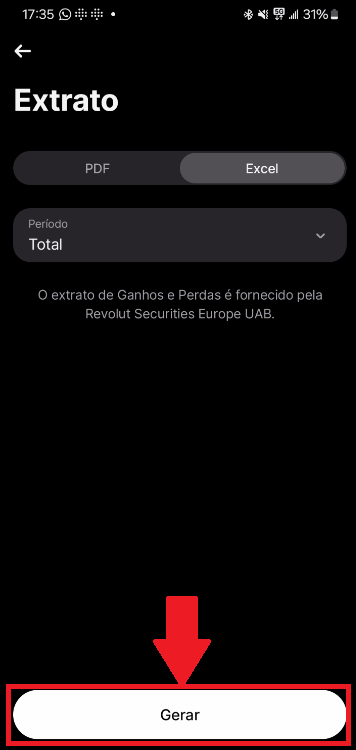 17:35 5G 31%
Extrato
PDF Excel
Período
Total
O extrato de Ganhos e Perdas é fornecido pela
Revolut Securities Europe UAB.
Gerar